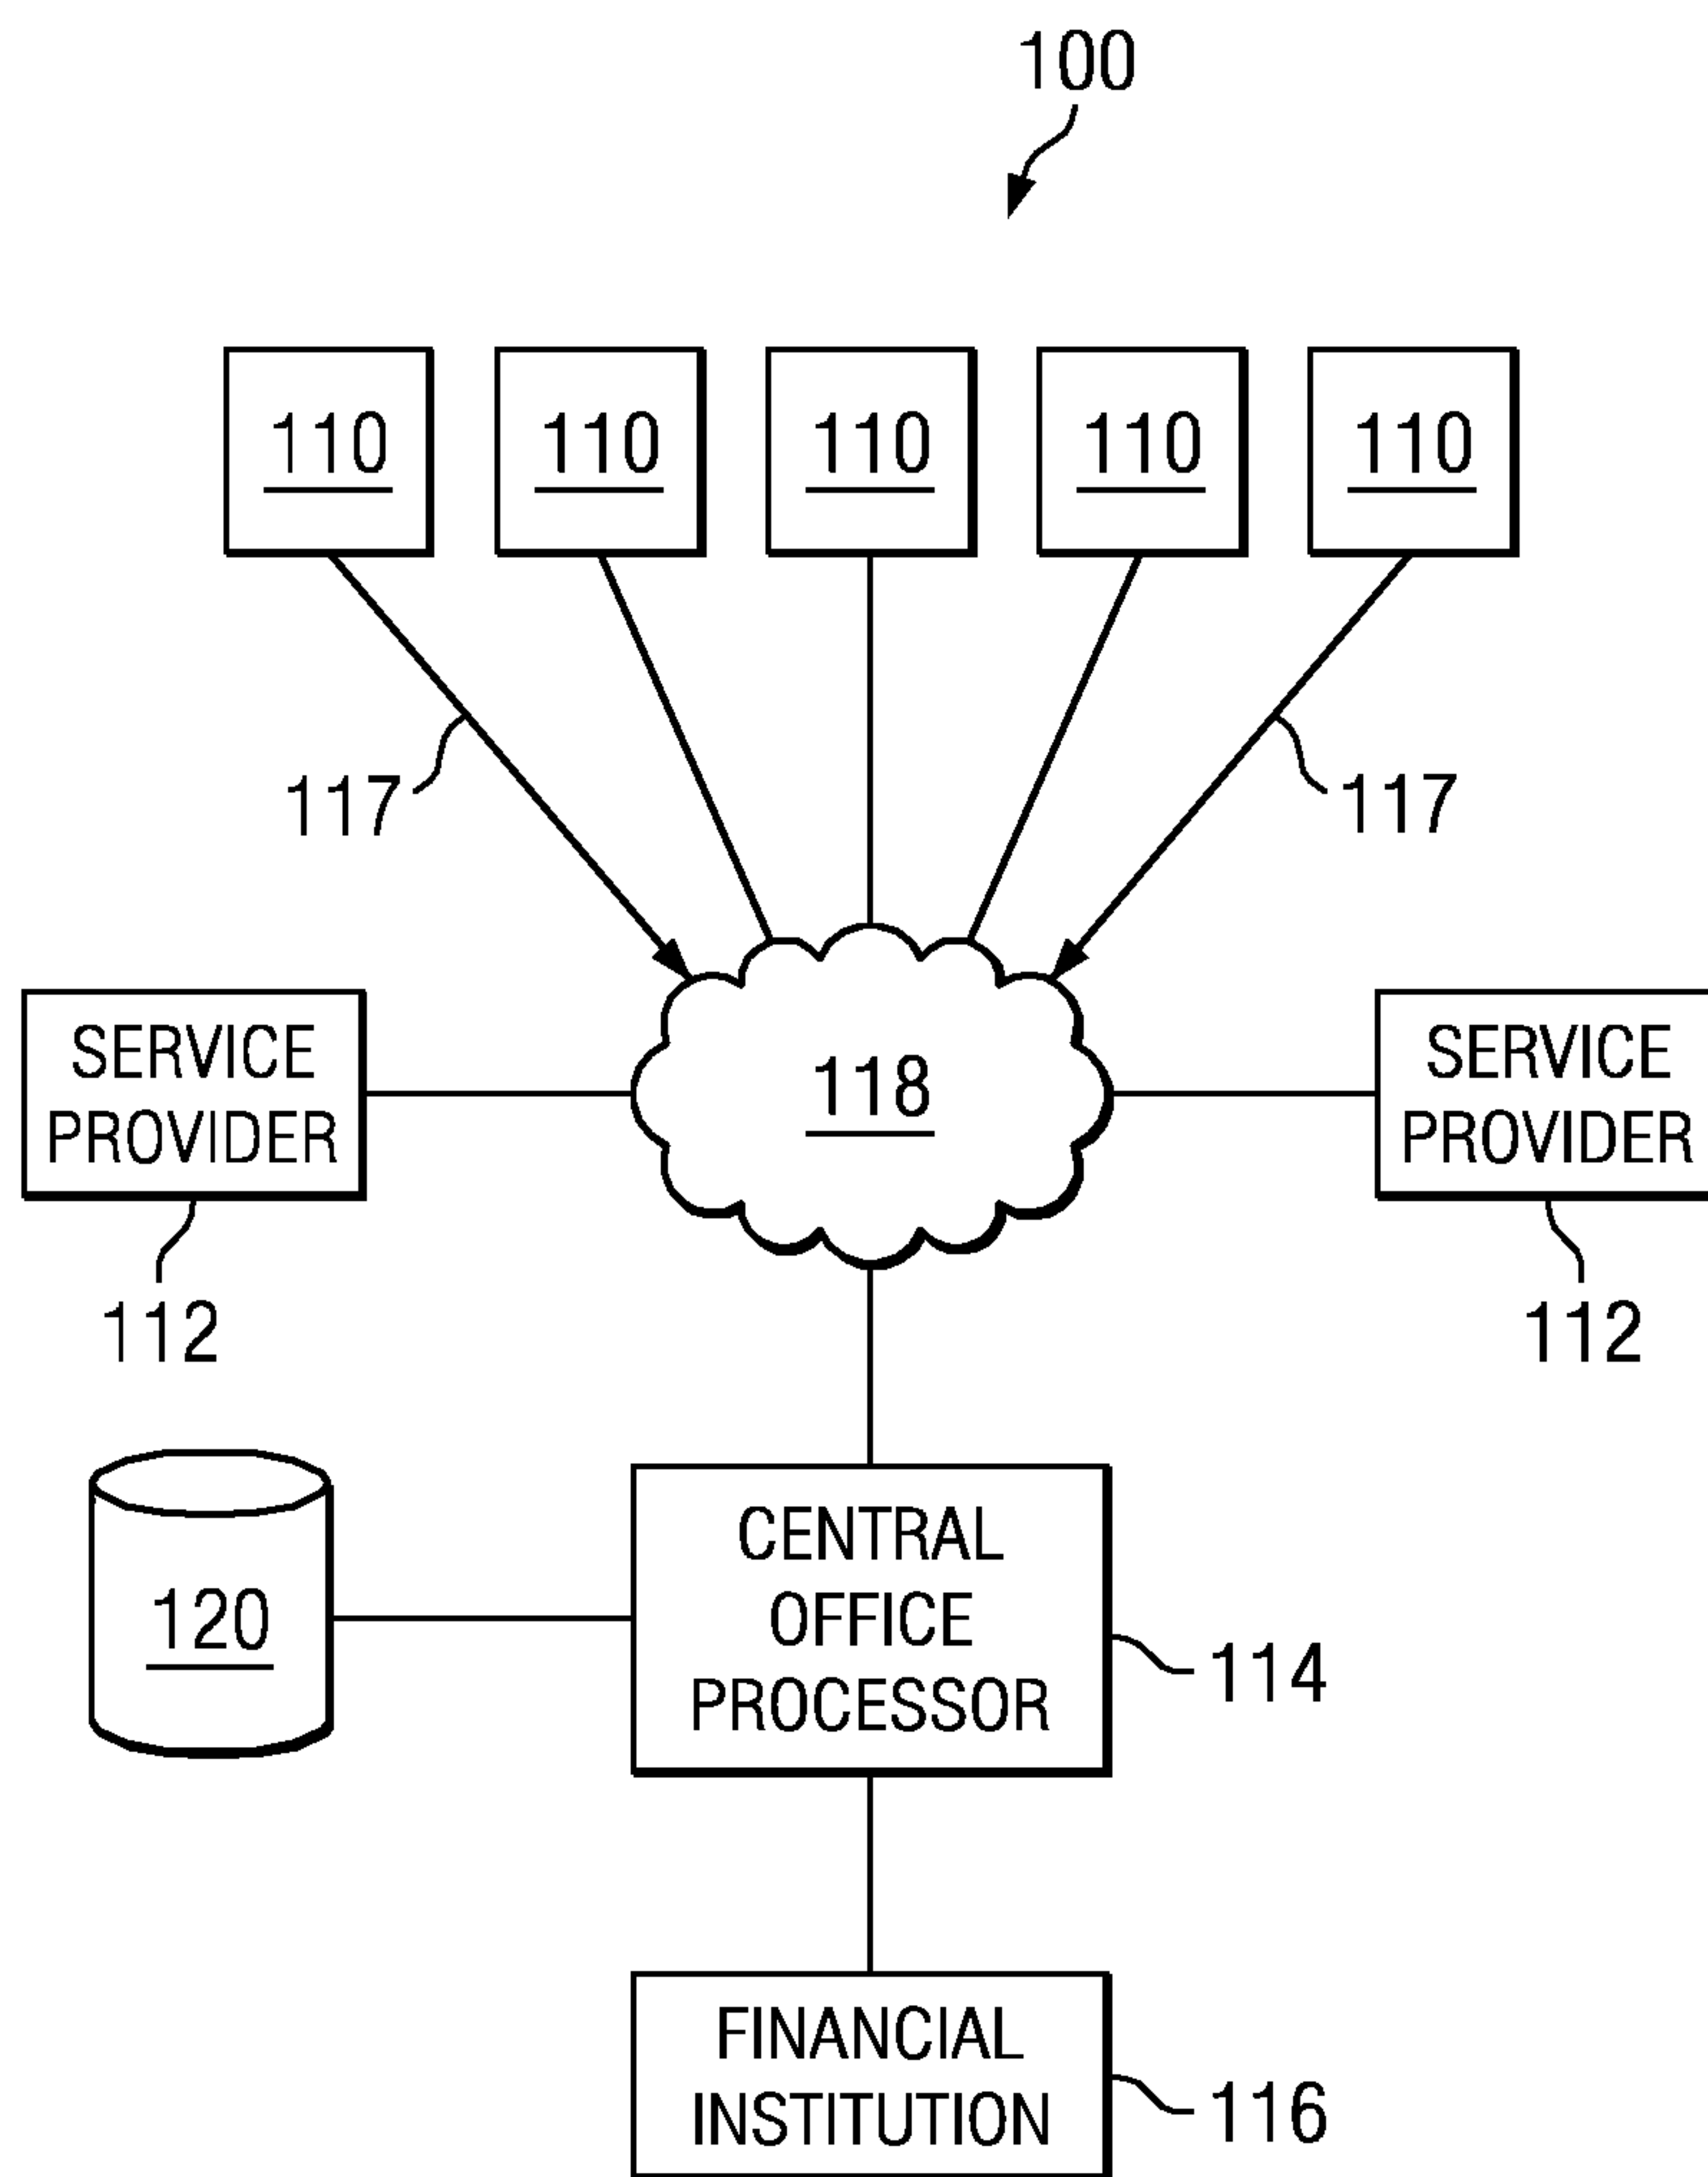 100
110 110 110 110 110
117 117
SERVICE
PROVIDER
118
SERVICE
PROVIDER
112 112
CENTRAL
OFFICE
PROCESSOR
120
114
FINANCIAL
INSTITUTION
116